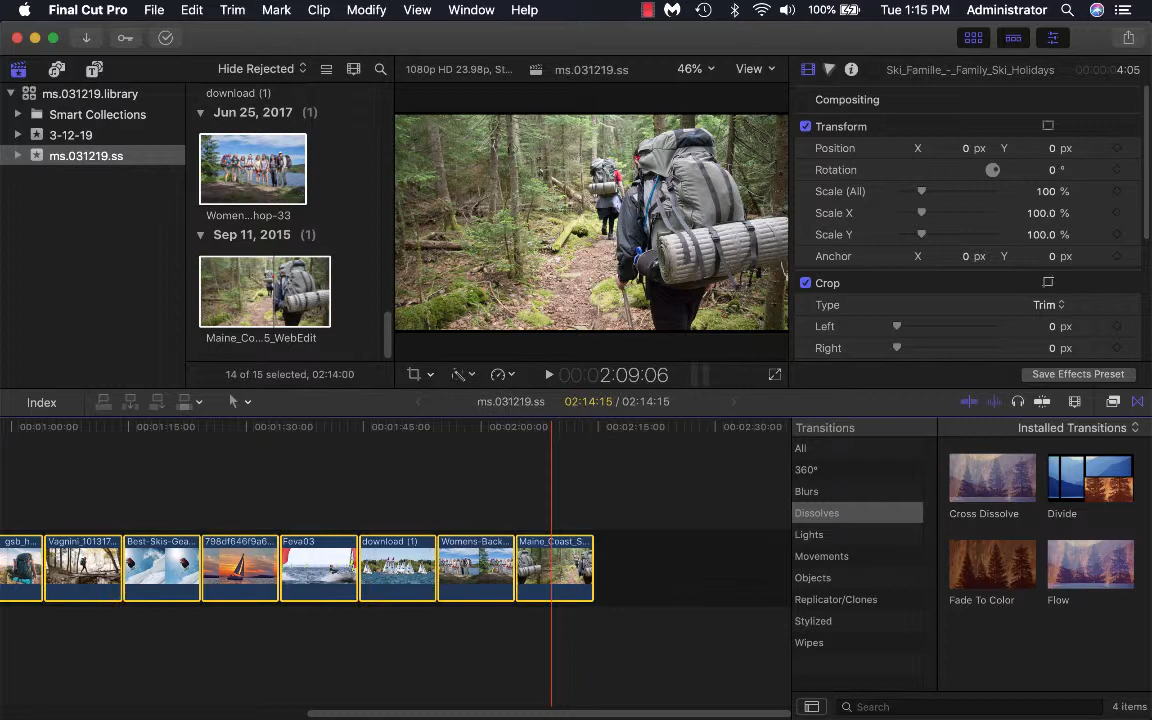 Final Cut Pro File Edit Trim Mark Clip Modify View Window Help 100% Tue 1:15 PM Administrator
Hide Rejected 1080p HD 23.98p, St... ms.031219.ss 46% View Ski_Famille_-_Family_Ski_Holidays 00:00:04:05
ms.031219.library
Smart Collections
3-12-19
ms.031219.ss
download (1)
Jun 25, 2017 (1)
Women...hop-33
Sep 11, 2015 (1)
Maine_Co...5_WebEdit
14 of 15 selected, 02:14:00
00:02:09:06
Compositing
Transform
Position X 0 px Y 0 px
Rotation 0 °
Scale (All) 100 %
Scale X 100.0 %
Scale Y 100.0 %
Anchor X 0 px Y 0 px
Crop
Type Trim
Left 0 px
Right 0 px
Save Effects Preset
Index ms.031219.ss 02:14:15 / 02:14:15
00:01:00:00 00:01:15:00 00:01:30:00 00:01:45:00 00:02:00:00 00:02:15:00 00:02:30:00
gsb_h... Vagnini_101317... Best-Skis-Gea... 798df646f9a6... Feva03 download (1) Womens-Back... Maine_Coast_S...
Transitions
All
360°
Blurs
Dissolves
Lights
Movements
Objects
Replicator/Clones
Stylized
Wipes
Installed Transitions
Cross Dissolve Divide
Fade To Color Flow
Search 4 items